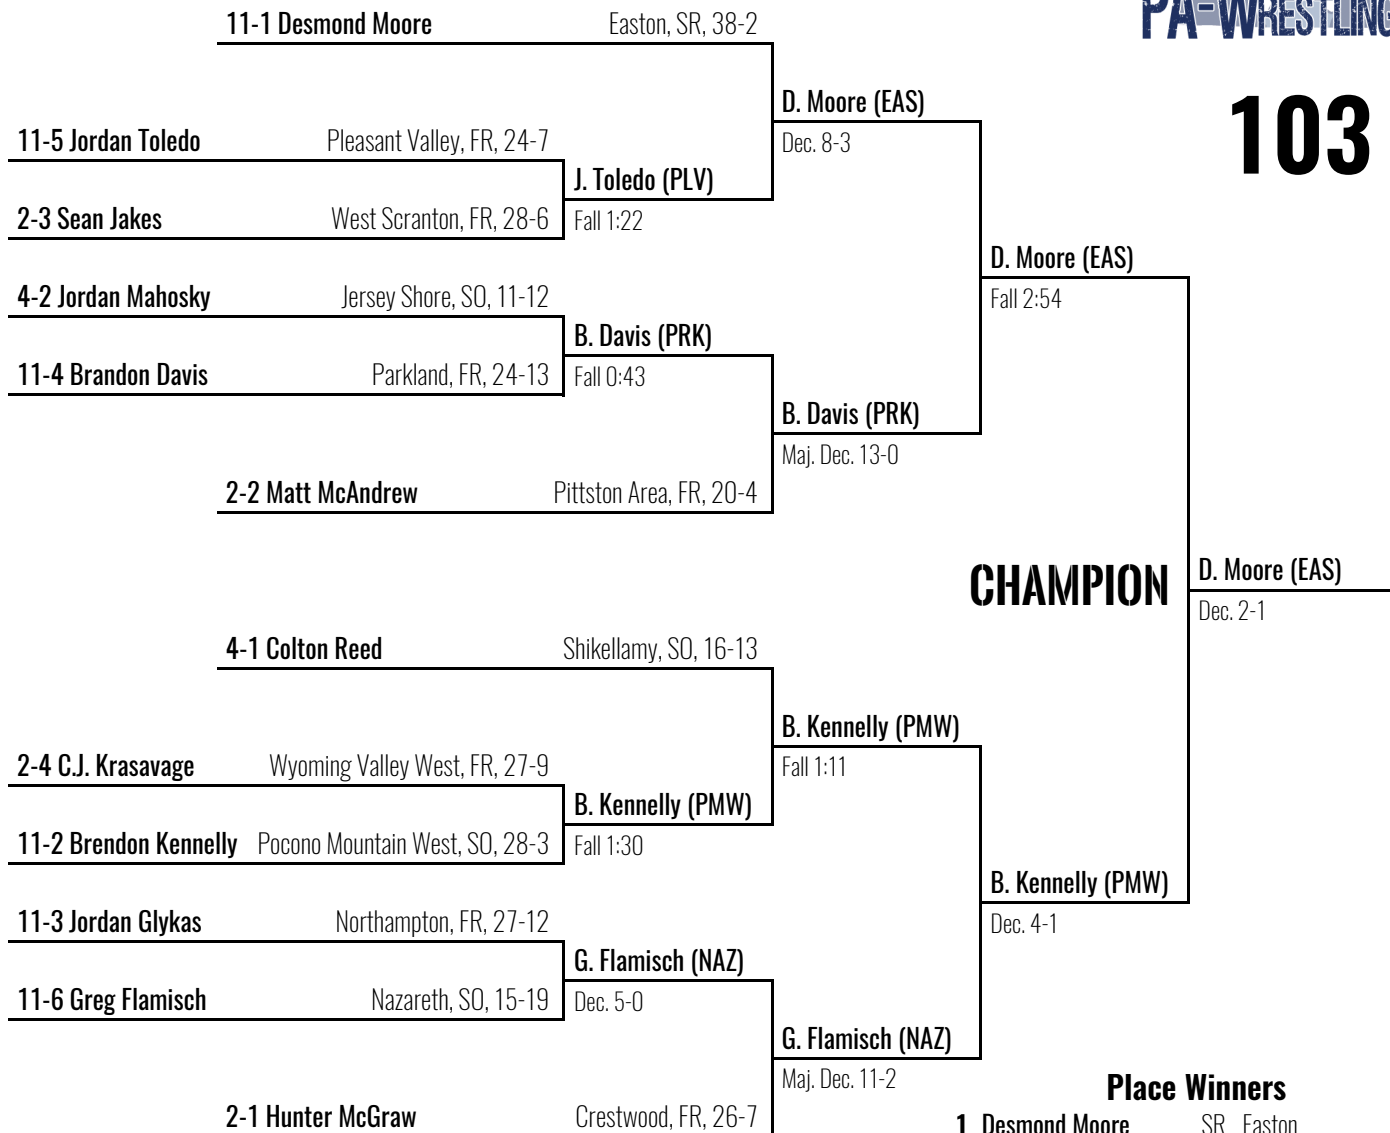 PA-WRESTLING
103
11-1 Desmond Moore Easton, SR, 38-2
D. Moore (EAS)
Dec. 8-3
11-5 Jordan Toledo Pleasant Valley, FR, 24-7
J. Toledo (PLV)
Fall 1:22
2-3 Sean Jakes West Scranton, FR, 28-6
D. Moore (EAS)
Fall 2:54
4-2 Jordan Mahosky Jersey Shore, SO, 11-12
B. Davis (PRK)
Fall 0:43
11-4 Brandon Davis Parkland, FR, 24-13
B. Davis (PRK)
Maj. Dec. 13-0
2-2 Matt McAndrew Pittston Area, FR, 20-4
CHAMPION
D. Moore (EAS)
Dec. 2-1
4-1 Colton Reed Shikellamy, SO, 16-13
B. Kennelly (PMW)
Fall 1:11
2-4 C.J. Krasavage Wyoming Valley West, FR, 27-9
B. Kennelly (PMW)
Fall 1:30
11-2 Brendon Kennelly Pocono Mountain West, SO, 28-3
B. Kennelly (PMW)
Dec. 4-1
11-3 Jordan Glykas Northampton, FR, 27-12
G. Flamisch (NAZ)
Dec. 5-0
11-6 Greg Flamisch Nazareth, SO, 15-19
G. Flamisch (NAZ)
Maj. Dec. 11-2
2-1 Hunter McGraw Crestwood, FR, 26-7
Place Winners
1 Desmond Moore SR Easton